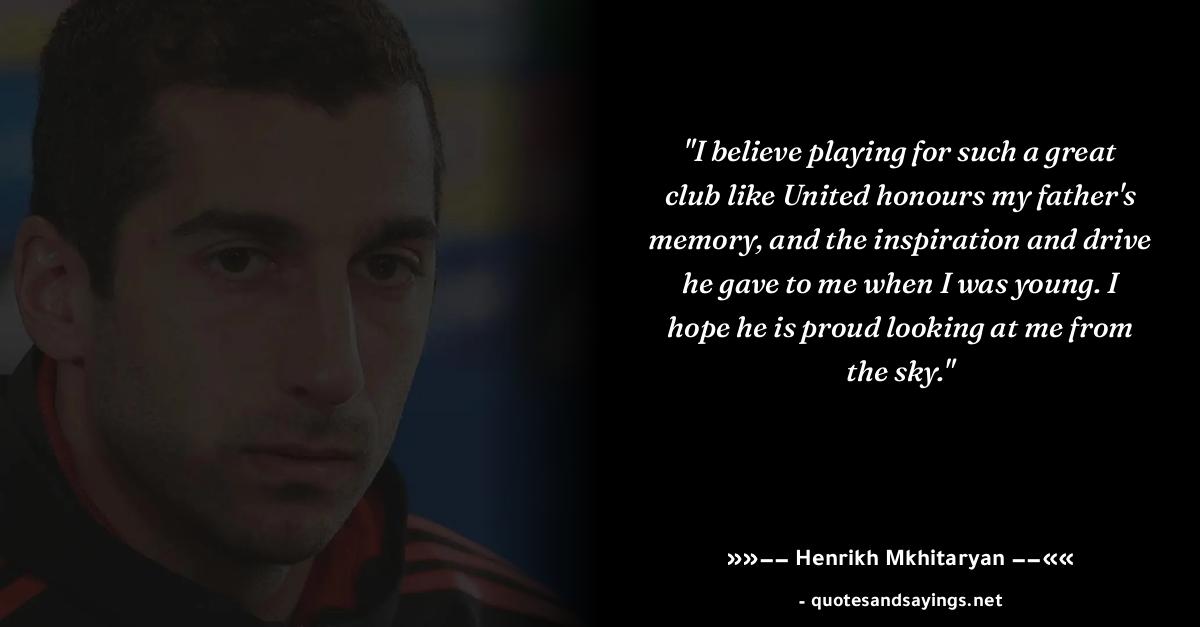 "I believe playing for such a great
club like United honours my father's
memory, and the inspiration and drive
he gave to me when I was young. I
hope he is proud looking at me from
the sky."
»»−− Henrikh Mkhitaryan −−««
- quotesandsayings.net